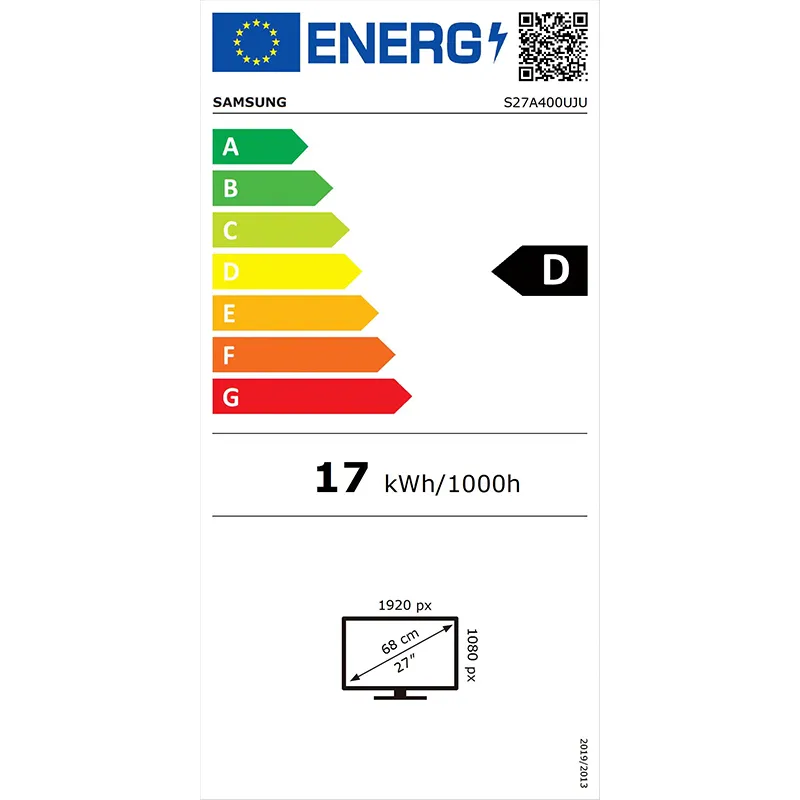 ENERG
SAMSUNG S27A400UJU
A
B
C
D
D
E
F
G
17 kWh/1000h
1920 px
68 cm
27"
1080 px
2019/2013